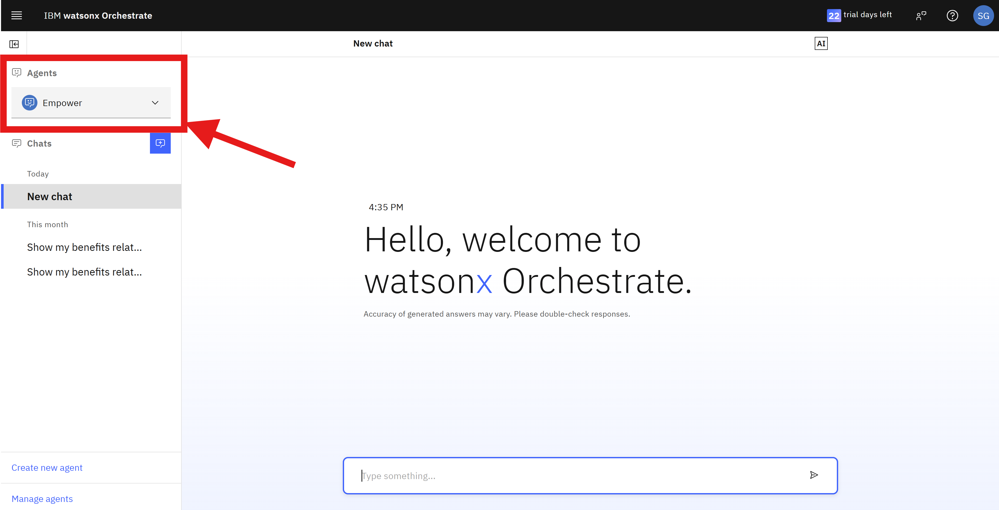 IBM watsonx Orchestrate
22 trial days left
SG
New chat
AI
Agents
Empower
Chats
Today
New chat
This month
Show my benefits relat...
Show my benefits relat...
4:35 PM
Hello, welcome to
watsonx Orchestrate.
Accuracy of generated answers may vary. Please double-check responses.
Type something...
Create new agent
Manage agents